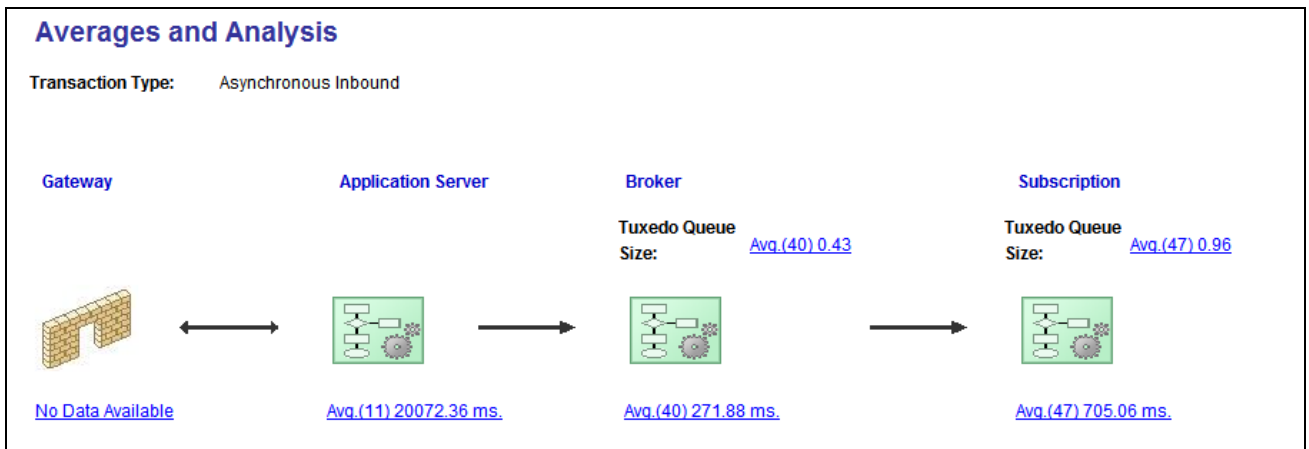 Averages and Analysis
Transaction Type: Asynchronous Inbound
Gateway Application Server Broker Subscription
Tuxedo Queue Size: Avg.(40) 0.43 Tuxedo Queue Size: Avg.(47) 0.96
No Data Available Avg.(11) 20072.36 ms. Avg.(40) 271.88 ms. Avg.(47) 705.06 ms.